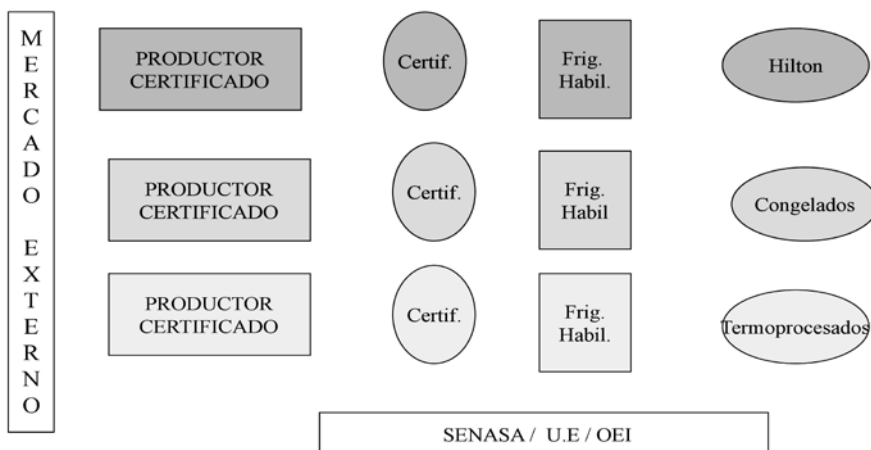 MERCADO EXTERNO
PRODUCTOR
CERTIFICADO
Certif.
Frig.
Habil.
Hilton
PRODUCTOR
CERTIFICADO
Certif.
Frig.
Habil
Congelados
PRODUCTOR
CERTIFICADO
Certif.
Frig.
Habil.
Termoprocesados
SENASA / U.E / OEI